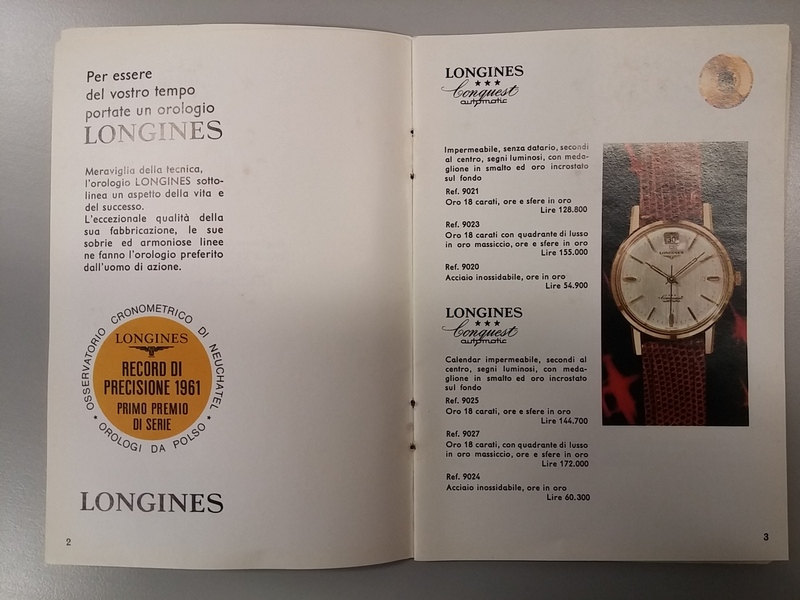 Per essere
del vostro tempo
portate un orologio
LONGINES
Meraviglia della tecnica,
l'orologio LONGINES sotto-
linea un aspetto della vita e
del successo.
L'eccezionale qualità della
sua fabbricazione, le sue
sobrie ed armoniose linee
ne fanno l'orologio preferito
dall'uomo di azione.
OSSERVATORIO CRONOMETRICO DI NEUCHATEL
LONGINES
RECORD DI
PRECISIONE 1961
PRIMO PREMIO
DI SERIE
• OROLOGI DA POLSO •
LONGINES
2
LONGINES
Conquest
automatic
Impermeabile, senza datario, secondi
al centro, segni luminosi, con meda-
glione in smalto ed oro incrostato
sul fondo
Ref. 9021
Oro 18 carati, ore e sfere in oro
Lire 128.800
Ref. 9023
Oro 18 carati con quadrante di lusso
in oro massiccio, ore e sfere in oro
Lire 155.000
Ref. 9020
Acciaio inossidabile, ore in oro
Lire 54.900
LONGINES
Conquest
automatic
Calendar impermeabile, secondi al
centro, segni luminosi, con meda-
glione in smalto ed oro incrostato
sul fondo
Ref. 9025
Oro 18 carati, ore e sfere in oro
Lire 144.700
Ref. 9027
Oro 18 carati, con quadrante di lusso
in oro massiccio, ore e sfere in oro
Lire 172.000
Ref. 9024
Acciaio inossidabile, ore in oro
Lire 60.300
LONGINES
3